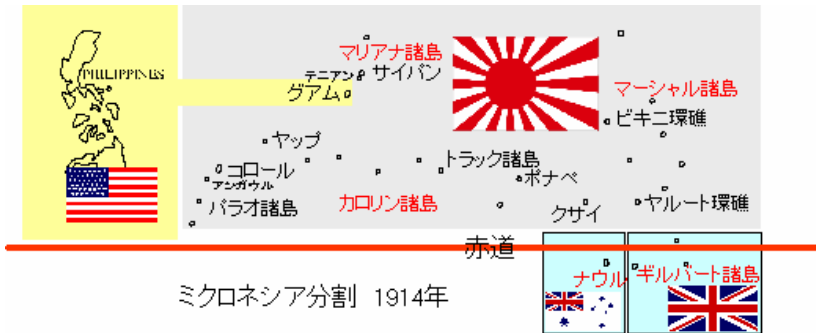 マリアナ諸島
PHILIPPINES
テニアン
サイパン
グアム
マーシャル諸島
ビキニ環礁
ヤップ
トラック諸島
コロール
ポナペ
アンガウル
パラオ諸島
カロリン諸島
クサイ
ヤルート環礁
赤道
ナウル
ギルバート諸島
ミクロネシア分割 1914年